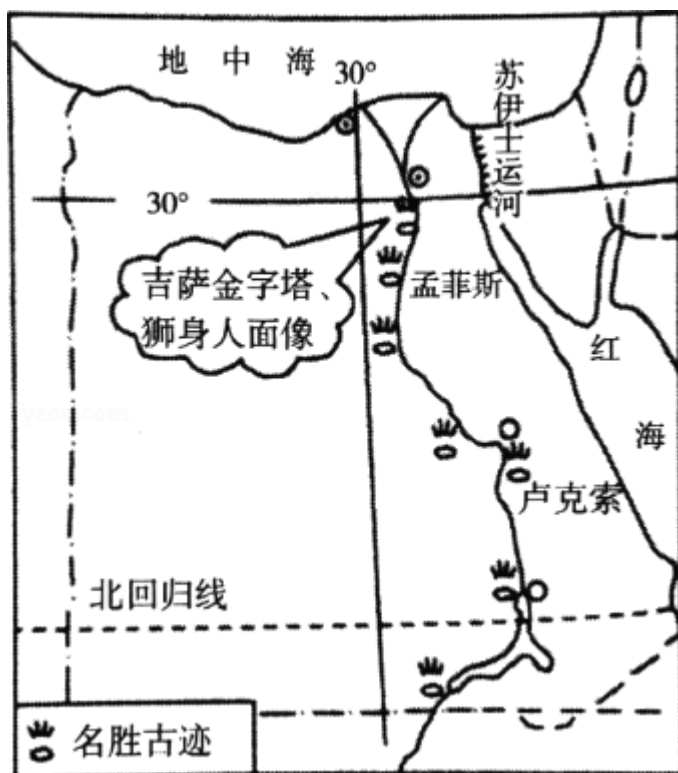 地中海
30°
苏伊士运河
30°
吉萨金字塔、
狮身人面像
孟菲斯
红
海
卢克索
北回归线
名胜古迹